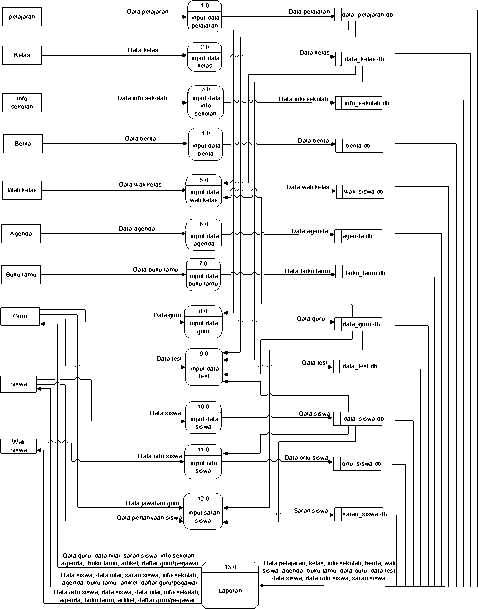 pelajaran
Data pelajaran
1.0
input data
pelajaran
Data pelajaran
data_pelajaran db
Kelas
Data kelas
2.0
input data
kelas
Data kelas
data_kelas db
Info
sekolah
Data info sekolah
3.0
input data
info
sekolah
Data info sekolah
info_sekolah db
Berita
Data berita
4.0
input data
berita
Data berita
berita db
Wali kelas
Data wali kelas
5.0
input data
wali kelas
Data wali kelas
wali_siswa db
Agenda
Data agenda
6.0
input data
agenda
Data agenda
agenda db
Buku tamu
Data buku tamu
7.0
input data
buku tamu
Data buku tamu
buku_tamu db
Guru
Data guru
8.0
input data
guru
Data guru
data_guru db
Data test
9.0
input data
test
Data test
data_test db
Siswa
Data siswa
10.0
input data
siswa
Data siswa
data_siswa db
Wali
siswa
Data ortu siswa
11.0
input ortu
siswa
Data ortu siswa
ortu_siswa db
Data jawaban guru
Data pertanyaan siswa
12.0
input saran
siswa
Saran siswa
saran_siswa db
Data guru, data nilai, saran siswa, info sekolah,
agenda, buku tamu, artikel, daftar guru/pegawai
Data siswa, data nilai, saran siswa, info sekolah,
agenda, buku tamu, artikel, daftar guru/pegawai
Data siswa, data ortu siswa, data nilai, info sekolah,
agenda, buku tamu, artikel, daftar guru/pegawai
13.0
Laporan
Data pelajaran, kelas, info sekolah, berita, wali
siswa, agenda, buku tamu, data guru, data test
data siswa, data ortu siswa, saran siswa